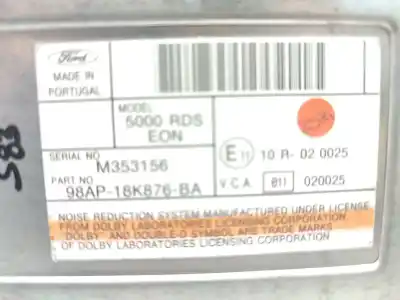 Ford
MADE IN
PORTUGAL
MODEL
5000 RDS
EON
SERIAL NO
M353156
E 11 10 R- 02 0025
PART NO
98AP-18K876-BA
V.C.A. 811 020025
NOISE REDUCTION SYSTEM MANUFACTURED UNDER LICENSE
FROM DOLBY LABORATORIES LICENSING CORPORATION.
DOLBY AND DOUBLE-D SYMBOL ARE TRADE MARKS
OF DOLBY LABORATORIES LICENSING CORPORATION
583